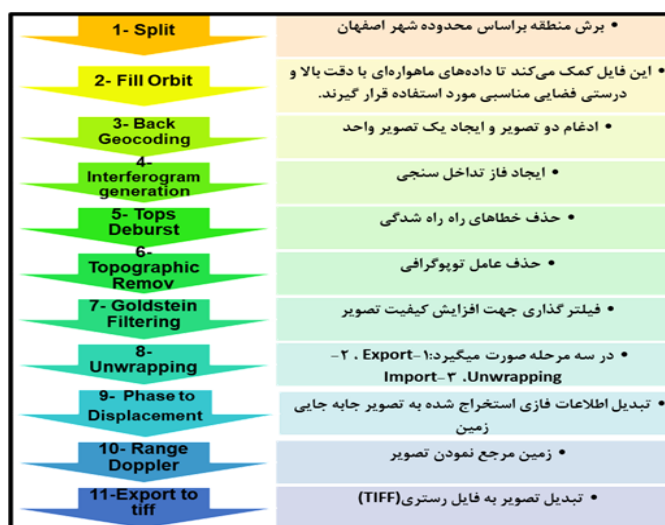 1- Split
برش منطقه براساس محدوده شهر اصفهان
2- Fill Orbit
این فایل کمک می‌کند تا داده‌های ماهواره‌ای با دقت بالا و
درستی فضایی مناسبی مورد استفاده قرار گیرند.
3- Back
Geocoding
ادغام دو تصویر و ایجاد یک تصویر واحد
4-
Interferogram
generation
ایجاد فاز تداخل سنجی
5- Tops
Deburst
حذف خطاهای راه راه شدگی
6-
Topographic
Remov
حذف عامل توپوگرافی
7- Goldstein
Filtering
فیلتر گذاری جهت افزایش کیفیت تصویر
8-
Unwrapping
در سه مرحله صورت میگیرد:۱-Export ، ۲-
Unwrapping، ۳-Import
9- Phase to
Displacement
تبدیل اطلاعات فازی استخراج شده به تصویر جابه جایی
زمین
10- Range
Doppler
زمین مرجع نمودن تصویر
11-Export to
tiff
تبدیل تصویر به فایل رستری(TIFF)